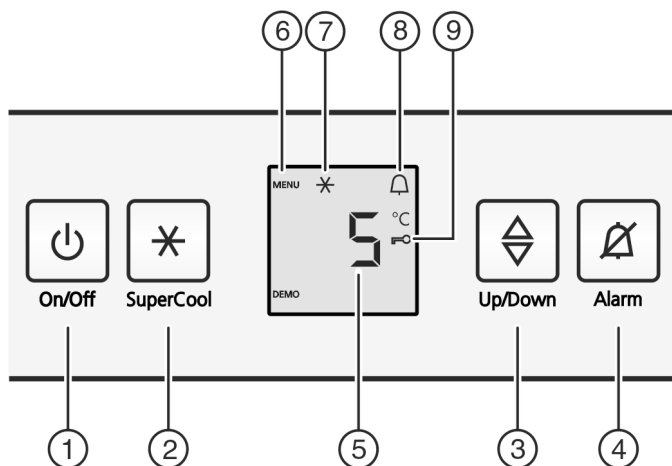 6 7 8 9
MENU
°C
5
DEMO
On/Off SuperCool Up/Down Alarm
1 2 5 3 4